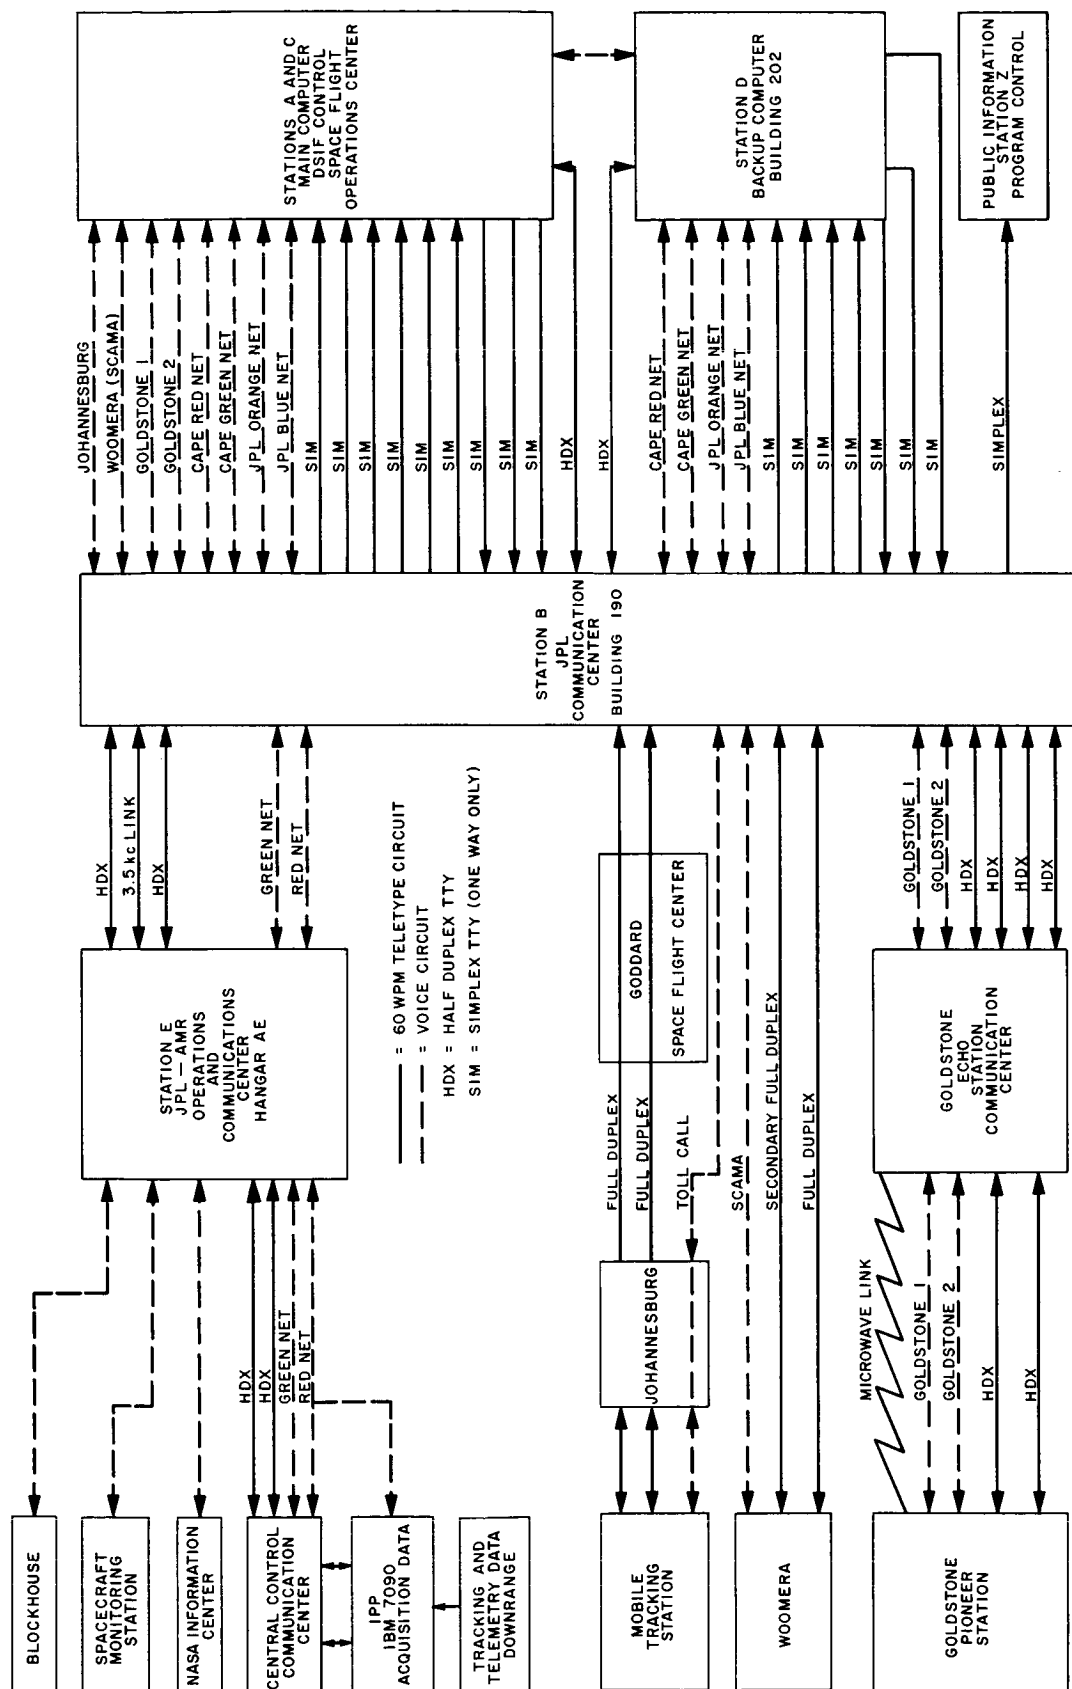 BLOCKHOUSE
SPACECRAFT
MONITORING
STATION
NASA INFORMATION
CENTER
CENTRAL CONTROL
COMMUNICATION
CENTER
IPP
IBM 7090
ACQUISITION DATA
TRACKING AND
TELEMETRY DATA
DOWNRANGE
MOBILE
TRACKING
STATION
WOOMERA
GOLDSTONE
PIONEER
STATION
HDX
HDX
GREEN NET
RED NET
JOHANNESBURG
MICROWAVE LINK
GOLDSTONE 1
GOLDSTONE 2
HDX
HDX
STATION E
JPL — AMR
OPERATIONS
AND
COMMUNICATIONS
CENTER
HANGAR AE
= 60 WPM TELETYPE CIRCUIT
= VOICE CIRCUIT
HDX = HALF DUPLEX TTY
SIM = SIMPLEX TTY (ONE WAY ONLY)
FULL DUPLEX
FULL DUPLEX
TOLL CALL
SCAMA
SECONDARY FULL DUPLEX
FULL DUPLEX
GODDARD
SPACE FLIGHT CENTER
GOLDSTONE
ECHO
STATION
COMMUNICATION
CENTER
HDX
3.5 kc LINK
HDX
GREEN NET
RED NET
GOLDSTONE 1
GOLDSTONE 2
HDX
HDX
HDX
HDX
STATION B
JPL
COMMUNICATION
CENTER
BUILDING 190
JOHANNESBURG
WOOMERA (SCAMA)
GOLDSTONE 1
GOLDSTONE 2
CAPE RED NET
CAPE GREEN NET
JPL ORANGE NET
JPL BLUE NET
SIM
SIM
SIM
SIM
SIM
SIM
SIM
SIM
SIM
HDX
HDX
CAPE RED NET
CAPE GREEN NET
JPL ORANGE NET
JPL BLUE NET
SIM
SIM
SIM
SIM
SIM
SIM
SIM
SIMPLEX
STATIONS A AND C
MAIN COMPUTER
DSIF CONTROL
SPACE FLIGHT
OPERATIONS CENTER
STATION D
BACKUP COMPUTER
BUILDING 202
PUBLIC INFORMATION
STATION Z
PROGRAM CONTROL